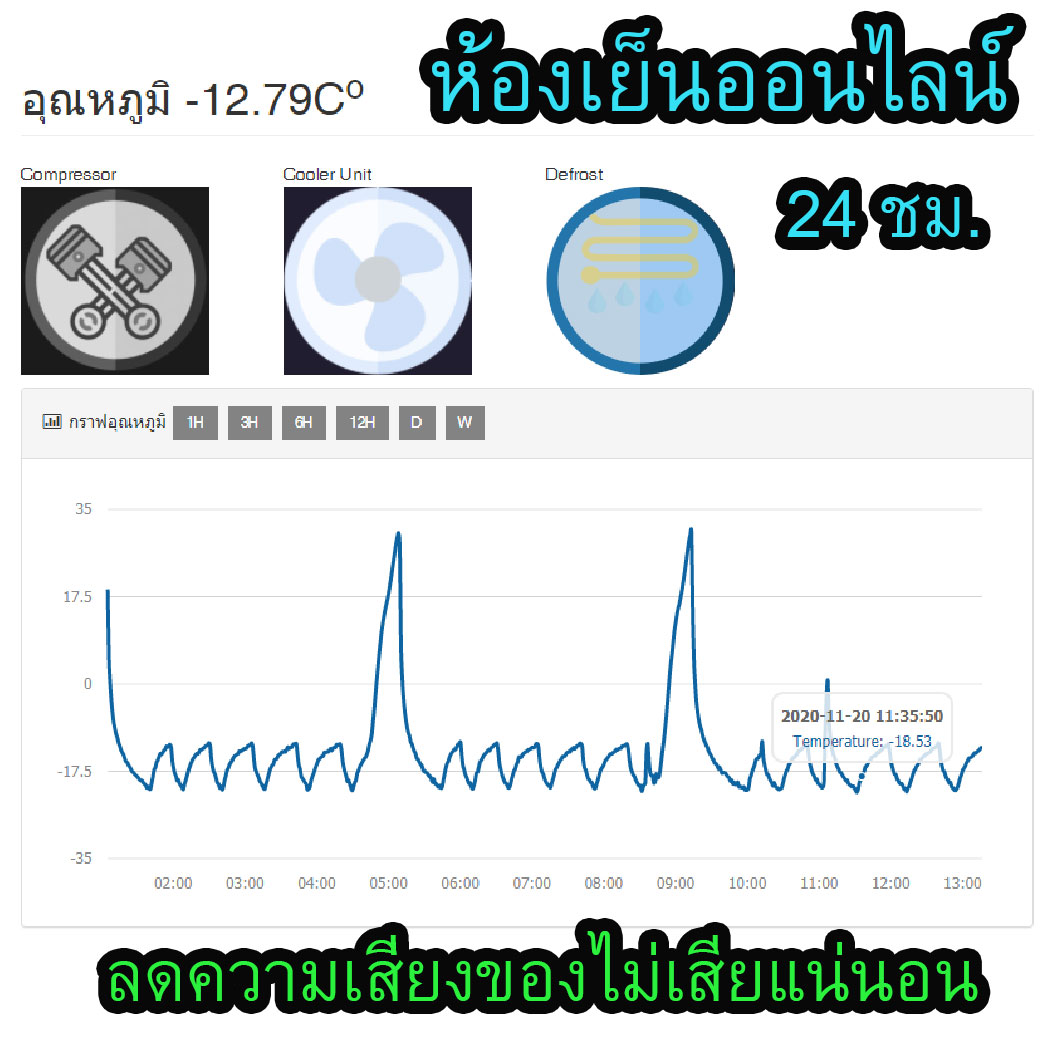 ห้องเย็นออนไลน์
อุณหภูมิ -12.79C°
Compressor
Cooler Unit
Defrost
24 ชม.
กราฟอุณหภูมิ 1H 3H 6H 12H D W
35
17.5
0
2020-11-20 11:35:50
Temperature: -18.53
-17.5
-35
02:00 03:00 04:00 05:00 06:00 07:00 08:00 09:00 10:00 11:00 12:00 13:00
ลดความเสี่ยงของไม่เสียแน่นอน